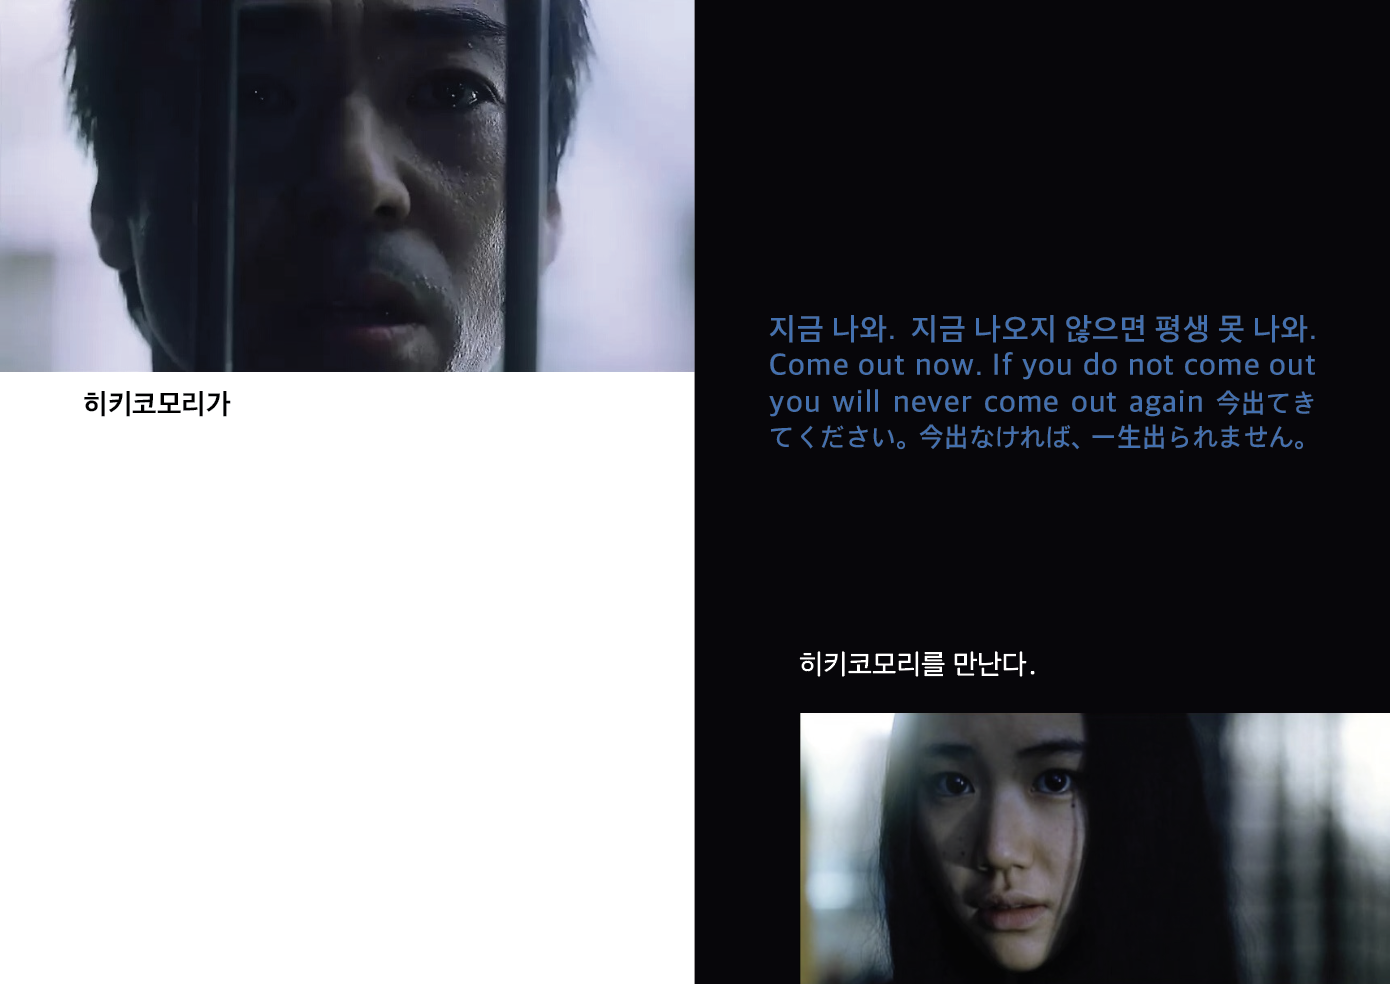 히키코모리가
지금 나와. 지금 나오지 않으면 평생 못 나와.
Come out now. If you do not come out
you will never come out again 今出てき
てください。今出なければ、一生出られません。
히키코모리를 만난다.